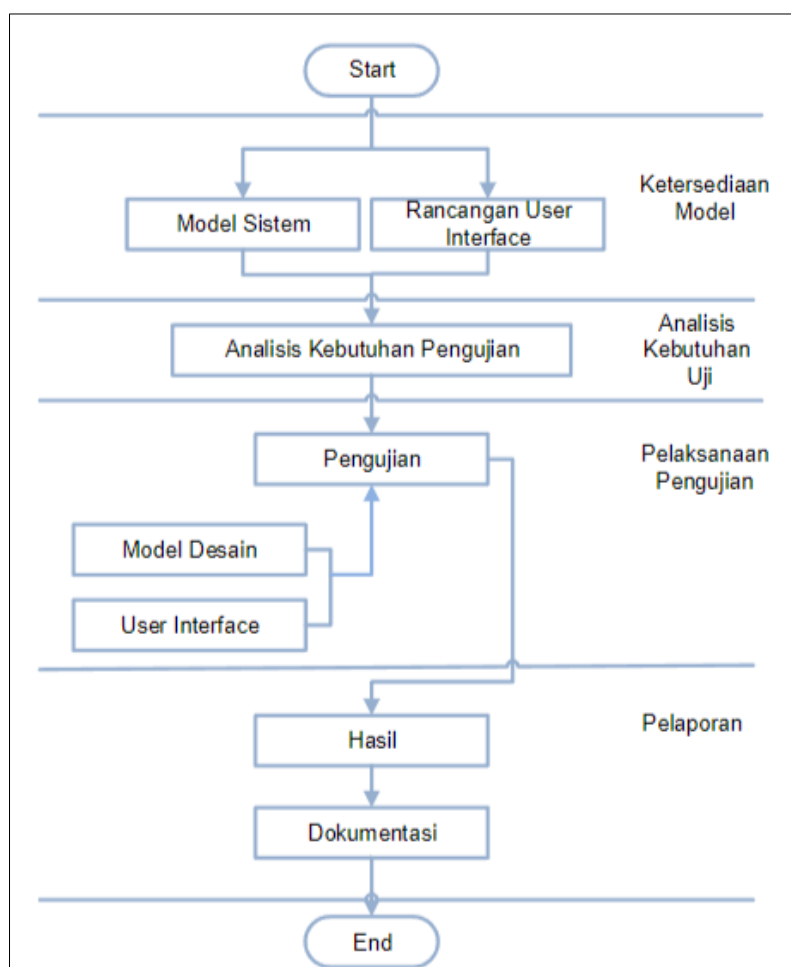 Start
Ketersediaan
Model
Model Sistem
Rancangan User
Interface
Analisis Kebutuhan Pengujian
Analisis
Kebutuhan
Uji
Pengujian
Pelaksanaan
Pengujian
Model Desain
User Interface
Hasil
Pelaporan
Dokumentasi
End